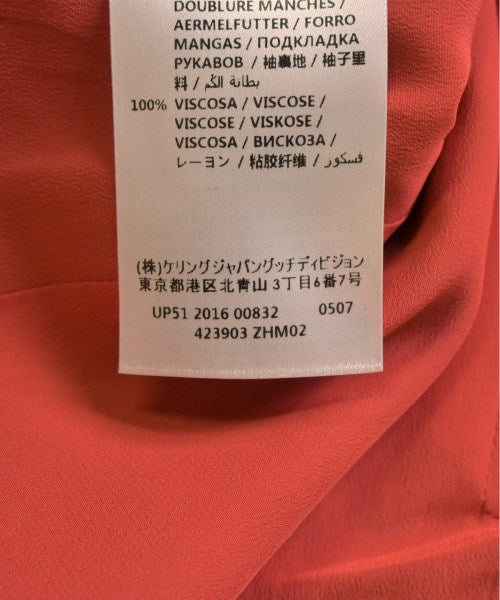 DOUBLURE MANCHES /
AERMELFUTTER / FORRO
MANGAS / ПОДКЛАДКА
РУКАВОВ / 袖裏地 / 袖子里
料 / بطانة الكُم
100% VISCOSA / VISCOSE /
VISCOSE / VISKOSE /
VISCOSA / ВИСКОЗА /
レーヨン / 粘胶纤维 / فسكوز
(株)ケリングジャパングッチディビジョン
東京都港区北青山3丁目6番7号
UP51 2016 00832 0507
423903 ZHM02